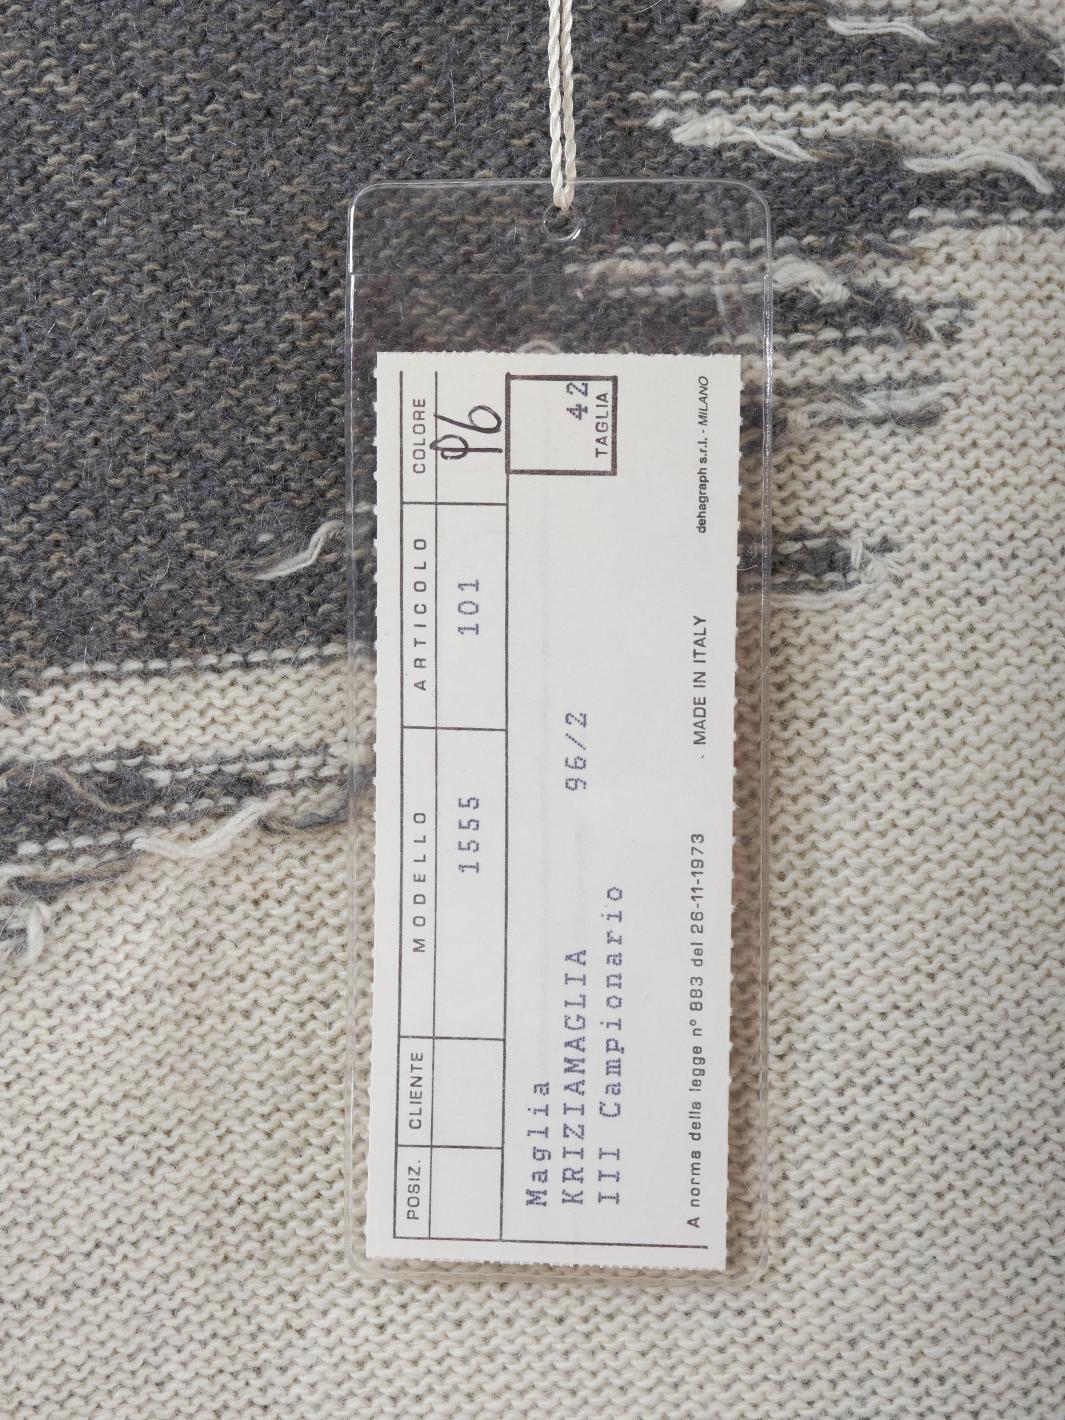 POSIZ. CLIENTE MODELLO ARTICOLO COLORE
1555 101 96
Maglia
KRIZIAMAGLIA 96/2
III Campionario
42
TAGLIA
A norma della legge n° 883 del 26-11-1973 MADE IN ITALY dehagraph s.r.l. - MILANO